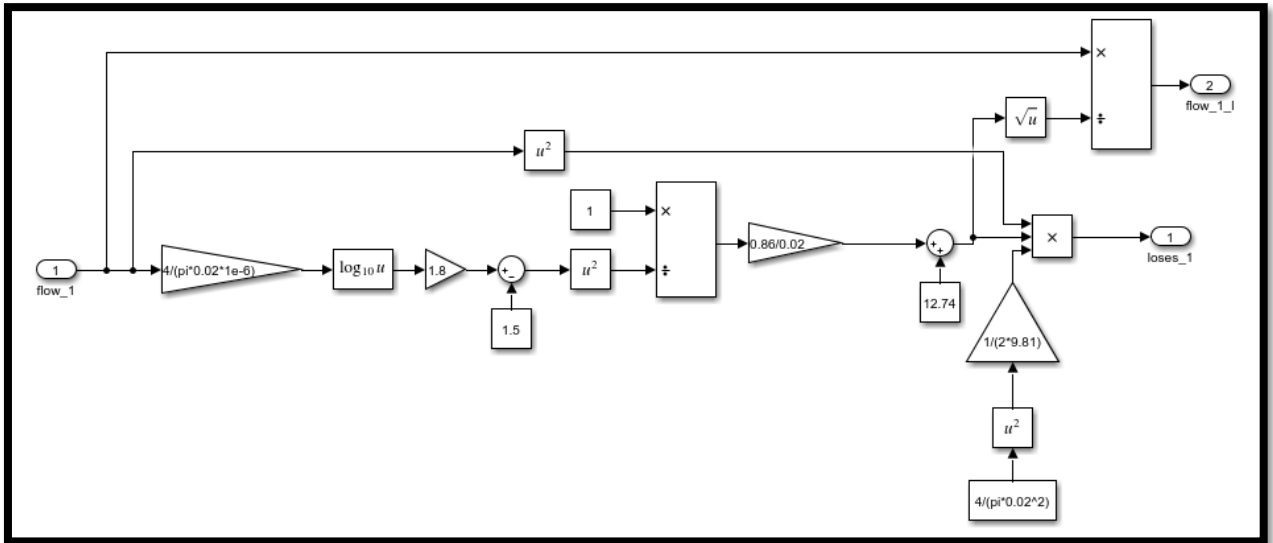 ×
2
flow_1_l
√u
÷
u²
1
×
1
flow_1
4/(pi*0.02*1e-6)
log₁₀ u
1.8
+
−
u²
÷
0.86/0.02
+
+
×
1
loses_1
1.5
12.74
1/(2*9.81)
u²
4/(pi*0.02^2)